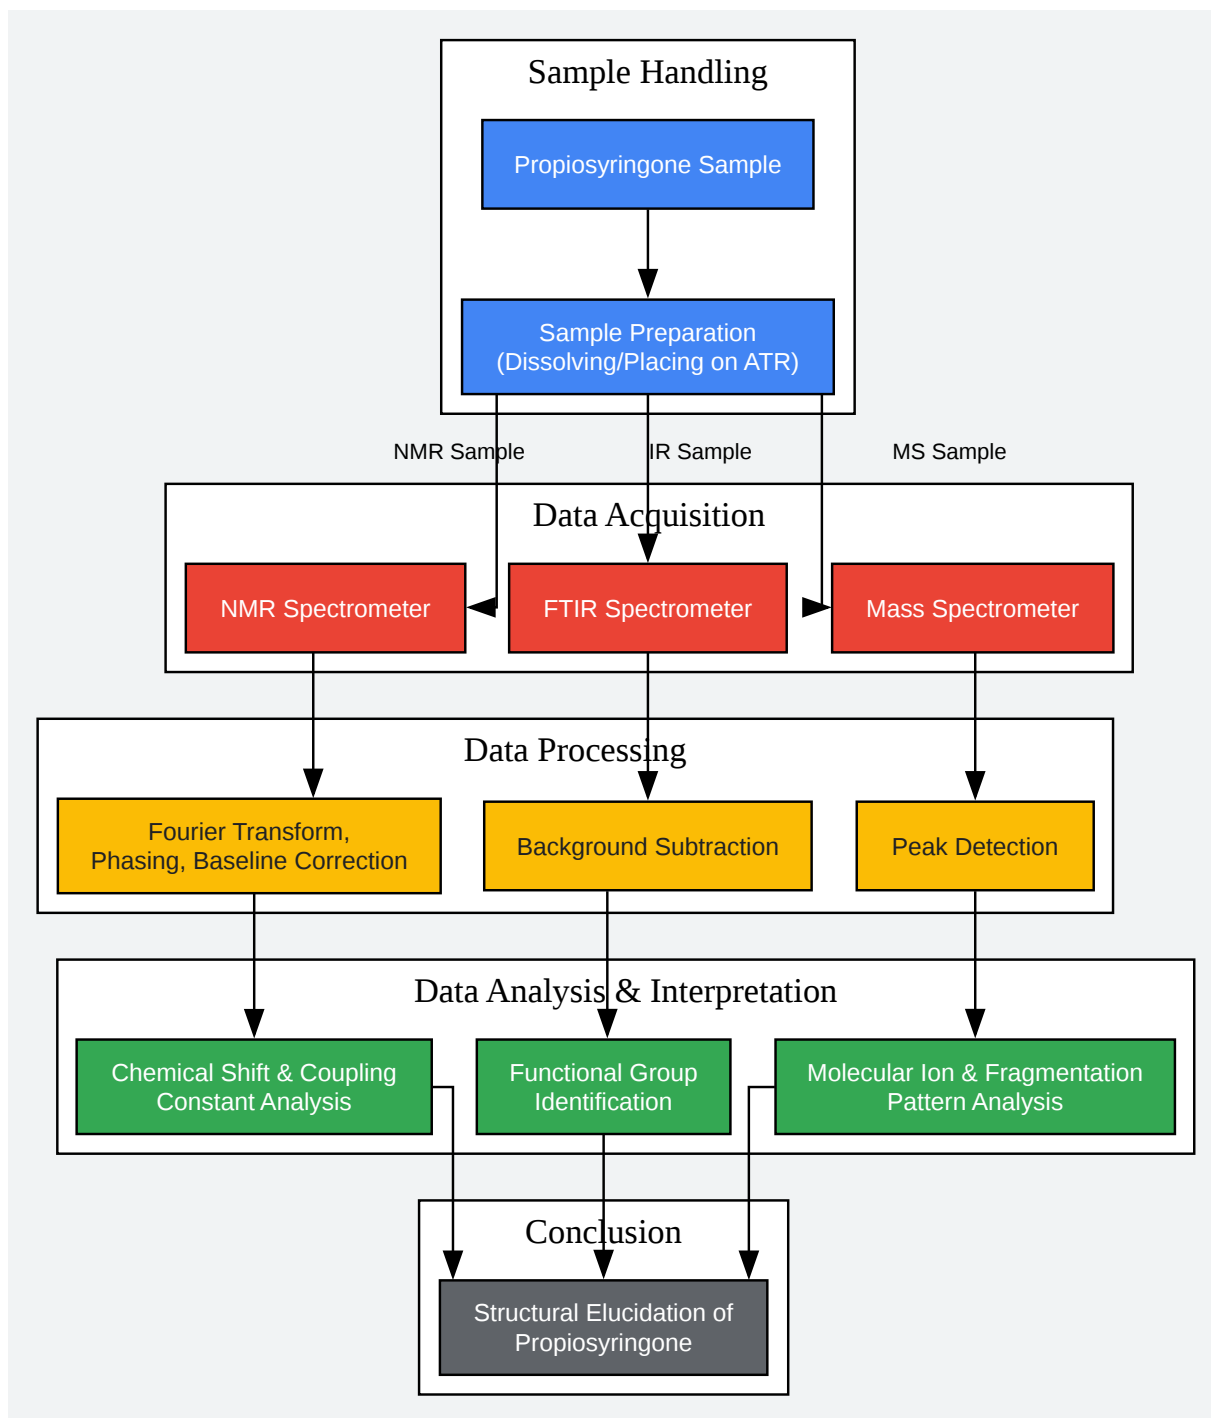 Sample Handling
Propiosyringone Sample
Sample Preparation
(Dissolving/Placing on ATR)
NMR Sample
IR Sample
MS Sample
Data Acquisition
NMR Spectrometer
FTIR Spectrometer
Mass Spectrometer
Data Processing
Fourier Transform,
Phasing, Baseline Correction
Background Subtraction
Peak Detection
Data Analysis & Interpretation
Chemical Shift & Coupling
Constant Analysis
Functional Group
Identification
Molecular Ion & Fragmentation
Pattern Analysis
Conclusion
Structural Elucidation of
Propiosyringone